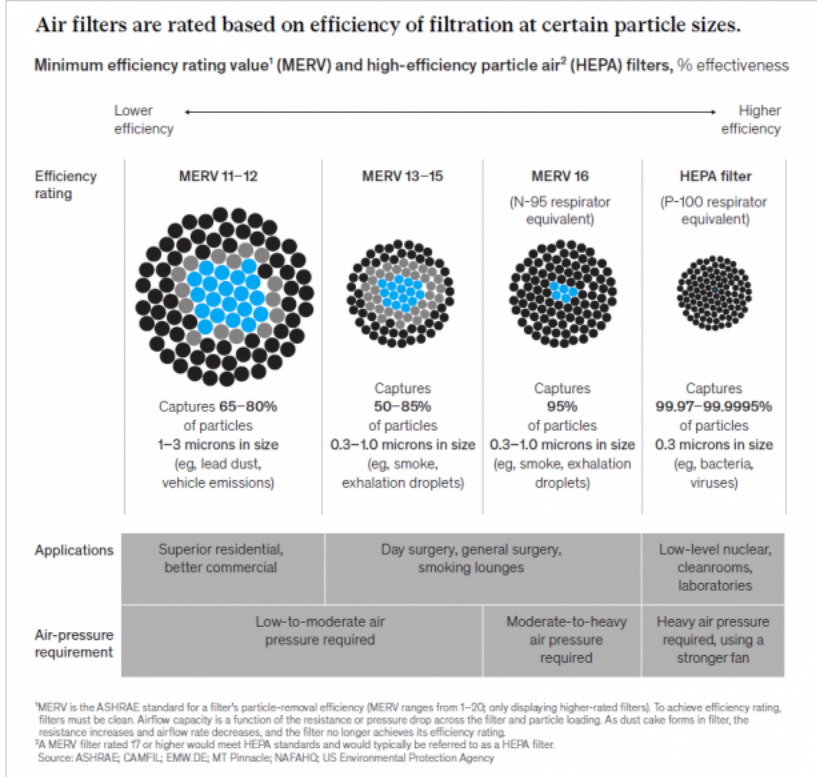 Air filters are rated based on efficiency of filtration at certain particle sizes.
Minimum efficiency rating value¹ (MERV) and high-efficiency particle air² (HEPA) filters, % effectiveness
Lower
efficiency
Higher
efficiency
Efficiency
rating
MERV 11–12
MERV 13–15
MERV 16
(N-95 respirator
equivalent)
HEPA filter
(P-100 respirator
equivalent)
Captures 65–80%
of particles
1–3 microns in size
(eg, lead dust,
vehicle emissions)
Captures
50–85%
of particles
0.3–1.0 microns in size
(eg, smoke,
exhalation droplets)
Captures
95%
of particles
0.3–1.0 microns in size
(eg, smoke, exhalation
droplets)
Captures
99.97–99.9995%
of particles
0.3 microns in size
(eg, bacteria,
viruses)
Applications
Superior residential,
better commercial
Day surgery, general surgery,
smoking lounges
Low-level nuclear,
cleanrooms,
laboratories
Air-pressure
requirement
Low-to-moderate air
pressure required
Moderate-to-heavy
air pressure
required
Heavy air pressure
required, using a
stronger fan
¹MERV is the ASHRAE standard for a filter's particle-removal efficiency (MERV ranges from 1–20; only displaying higher-rated filters). To achieve efficiency rating,
filters must be clean. Airflow capacity is a function of the resistance or pressure drop across the filter and particle loading. As dust cake forms in filter, the
resistance increases and airflow rate decreases, and the filter no longer achieves its efficiency rating.
²A MERV filter rated 17 or higher would meet HEPA standards and would typically be referred to as a HEPA filter.
Source: ASHRAE; CAMFIL; EMW.DE; MT Pinnacle; NAFAHQ; US Environmental Protection Agency